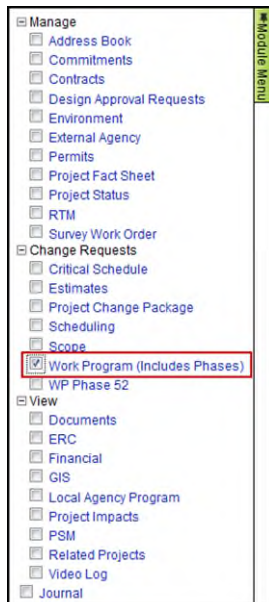 Manage
Address Book
Commitments
Contracts
Design Approval Requests
Environment
External Agency
Permits
Project Fact Sheet
Project Status
RTM
Survey Work Order
Change Requests
Critical Schedule
Estimates
Project Change Package
Scheduling
Scope
Work Program (Includes Phases)
WP Phase 52
View
Documents
ERC
Financial
GIS
Local Agency Program
Project Impacts
PSM
Related Projects
Video Log
Journal
Module Menu